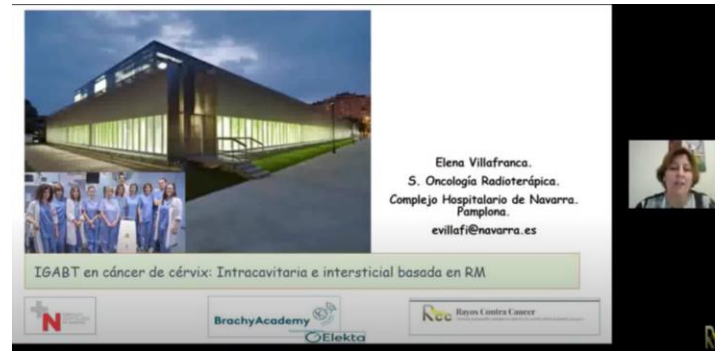 Elena Villafranca.
S. Oncología Radioterápica.
Complejo Hospitalario de Navarra.
Pamplona.
evillafi@navarra.es
IGABT en cáncer de cérvix: Intracavitaria e intersticial basada en RM
N
BrachyAcademy
Elekta
Rcc Rayos Contra Cancer